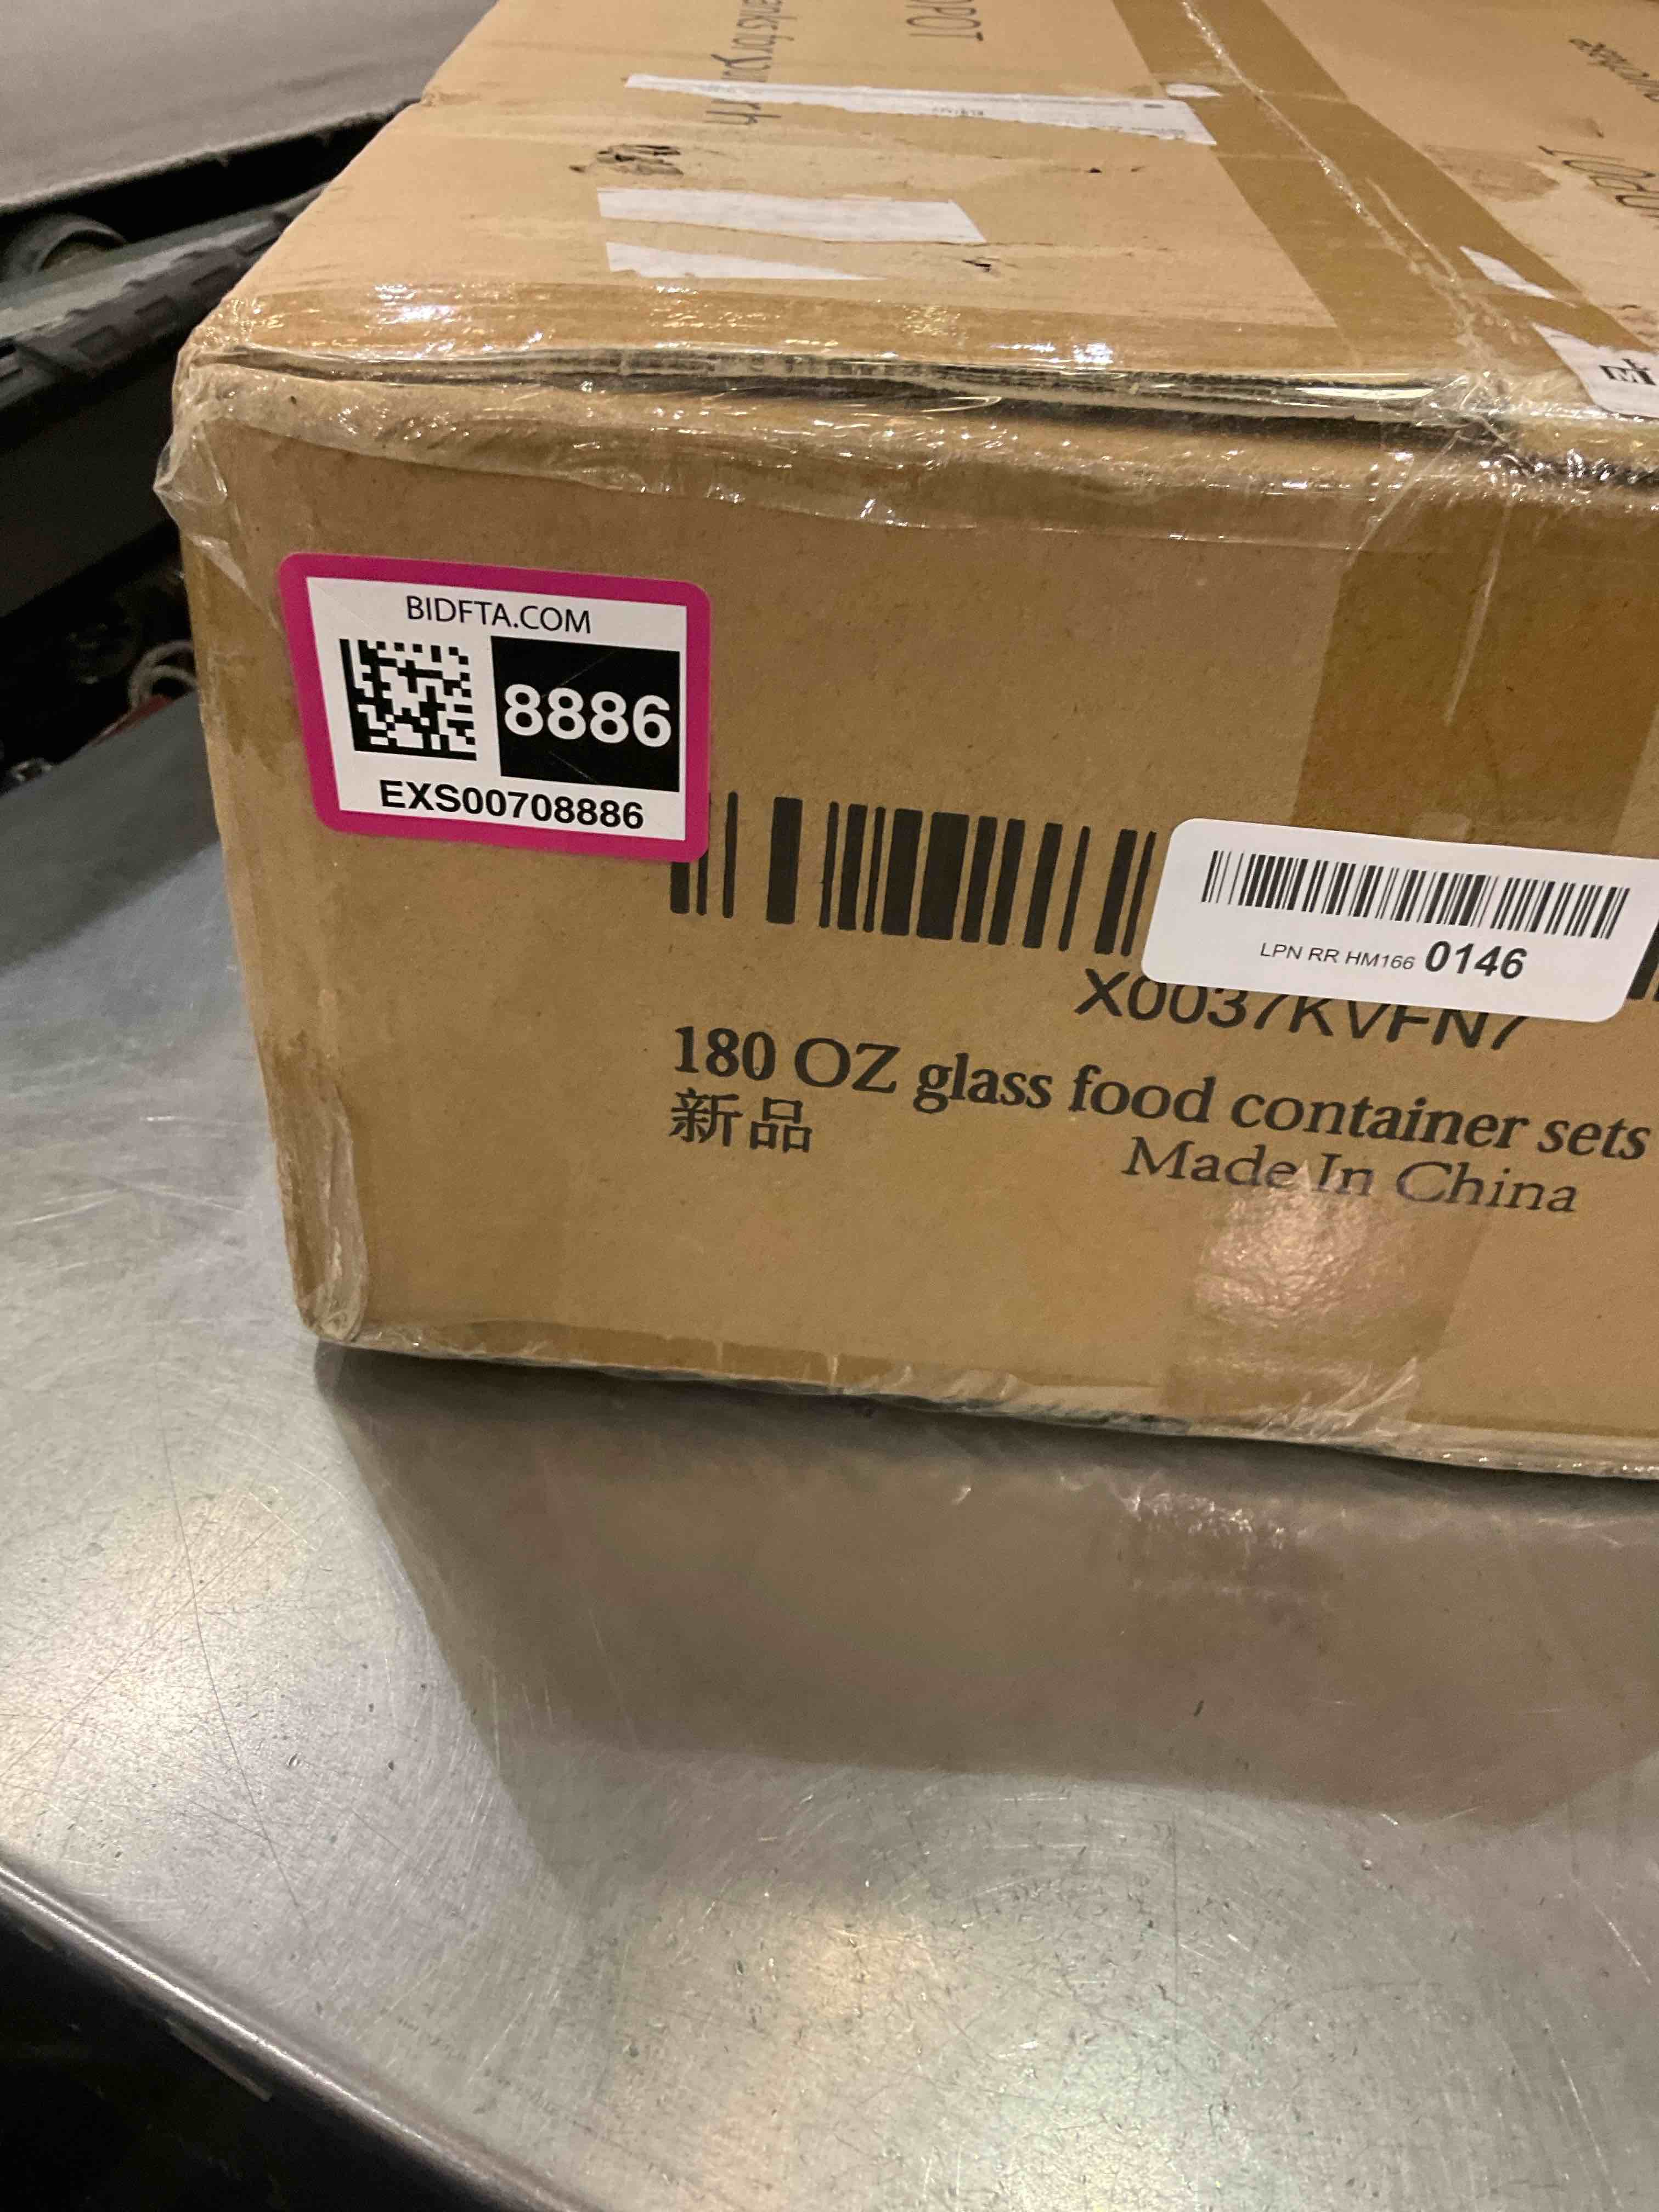 BIDFTA.COM
8886
EXS00708886
LPN RR HM166 0146
X0037KVFN7
180 OZ glass food container sets
新品
Made In China